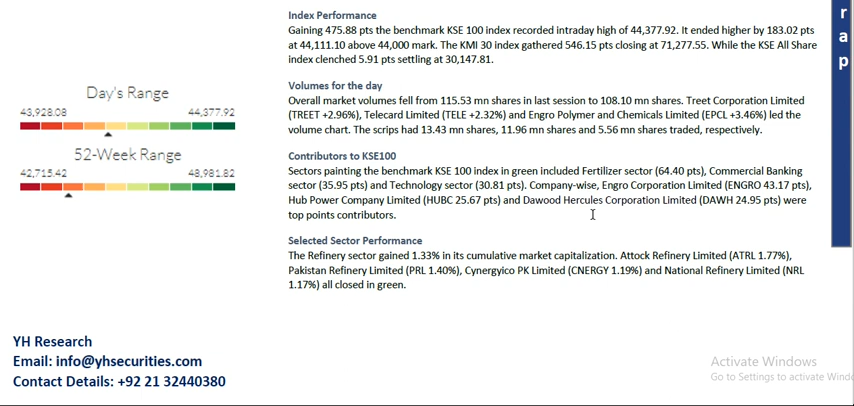 Index Performance
Gaining 475.88 pts the benchmark KSE 100 index recorded intraday high of 44,377.92. It ended higher by 183.02 pts
at 44,111.10 above 44,000 mark. The KMI 30 index gathered 546.15 pts closing at 71,277.55. While the KSE All Share
index clenched 5.91 pts settling at 30,147.81.
Day's Range
43,928.08 44,377.92
52-Week Range
42,715.42 48,981.82
Volumes for the day
Overall market volumes fell from 115.53 mn shares in last session to 108.10 mn shares. Treet Corporation Limited
(TREET +2.96%), Telecard Limited (TELE +2.32%) and Engro Polymer and Chemicals Limited (EPCL +3.46%) led the
volume chart. The scrips had 13.43 mn shares, 11.96 mn shares and 5.56 mn shares traded, respectively.
Contributors to KSE100
Sectors painting the benchmark KSE 100 index in green included Fertilizer sector (64.40 pts), Commercial Banking
sector (35.95 pts) and Technology sector (30.81 pts). Company-wise, Engro Corporation Limited (ENGRO 43.17 pts),
Hub Power Company Limited (HUBC 25.67 pts) and Dawood Hercules Corporation Limited (DAWH 24.95 pts) were
top points contributors.
Selected Sector Performance
The Refinery sector gained 1.33% in its cumulative market capitalization. Attock Refinery Limited (ATRL 1.77%),
Pakistan Refinery Limited (PRL 1.40%), Cynergyico PK Limited (CNERGY 1.19%) and National Refinery Limited (NRL
1.17%) all closed in green.
r
a
p
YH Research
Email: info@yhsecurities.com
Contact Details: +92 21 32440380
Activate Windows
Go to Settings to activate Wind